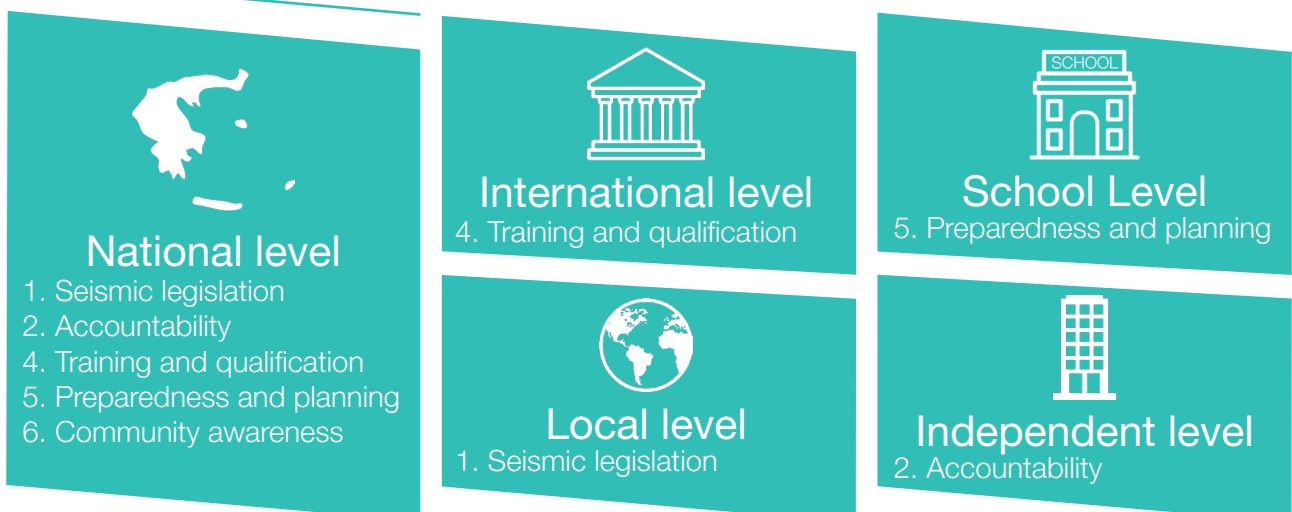 National level
1. Seismic legislation
2. Accountability
4. Training and qualification
5. Preparedness and planning
6. Community awareness
International level
4. Training and qualification
Local level
1. Seismic legislation
SCHOOL
School Level
5. Preparedness and planning
Independent level
2. Accountability